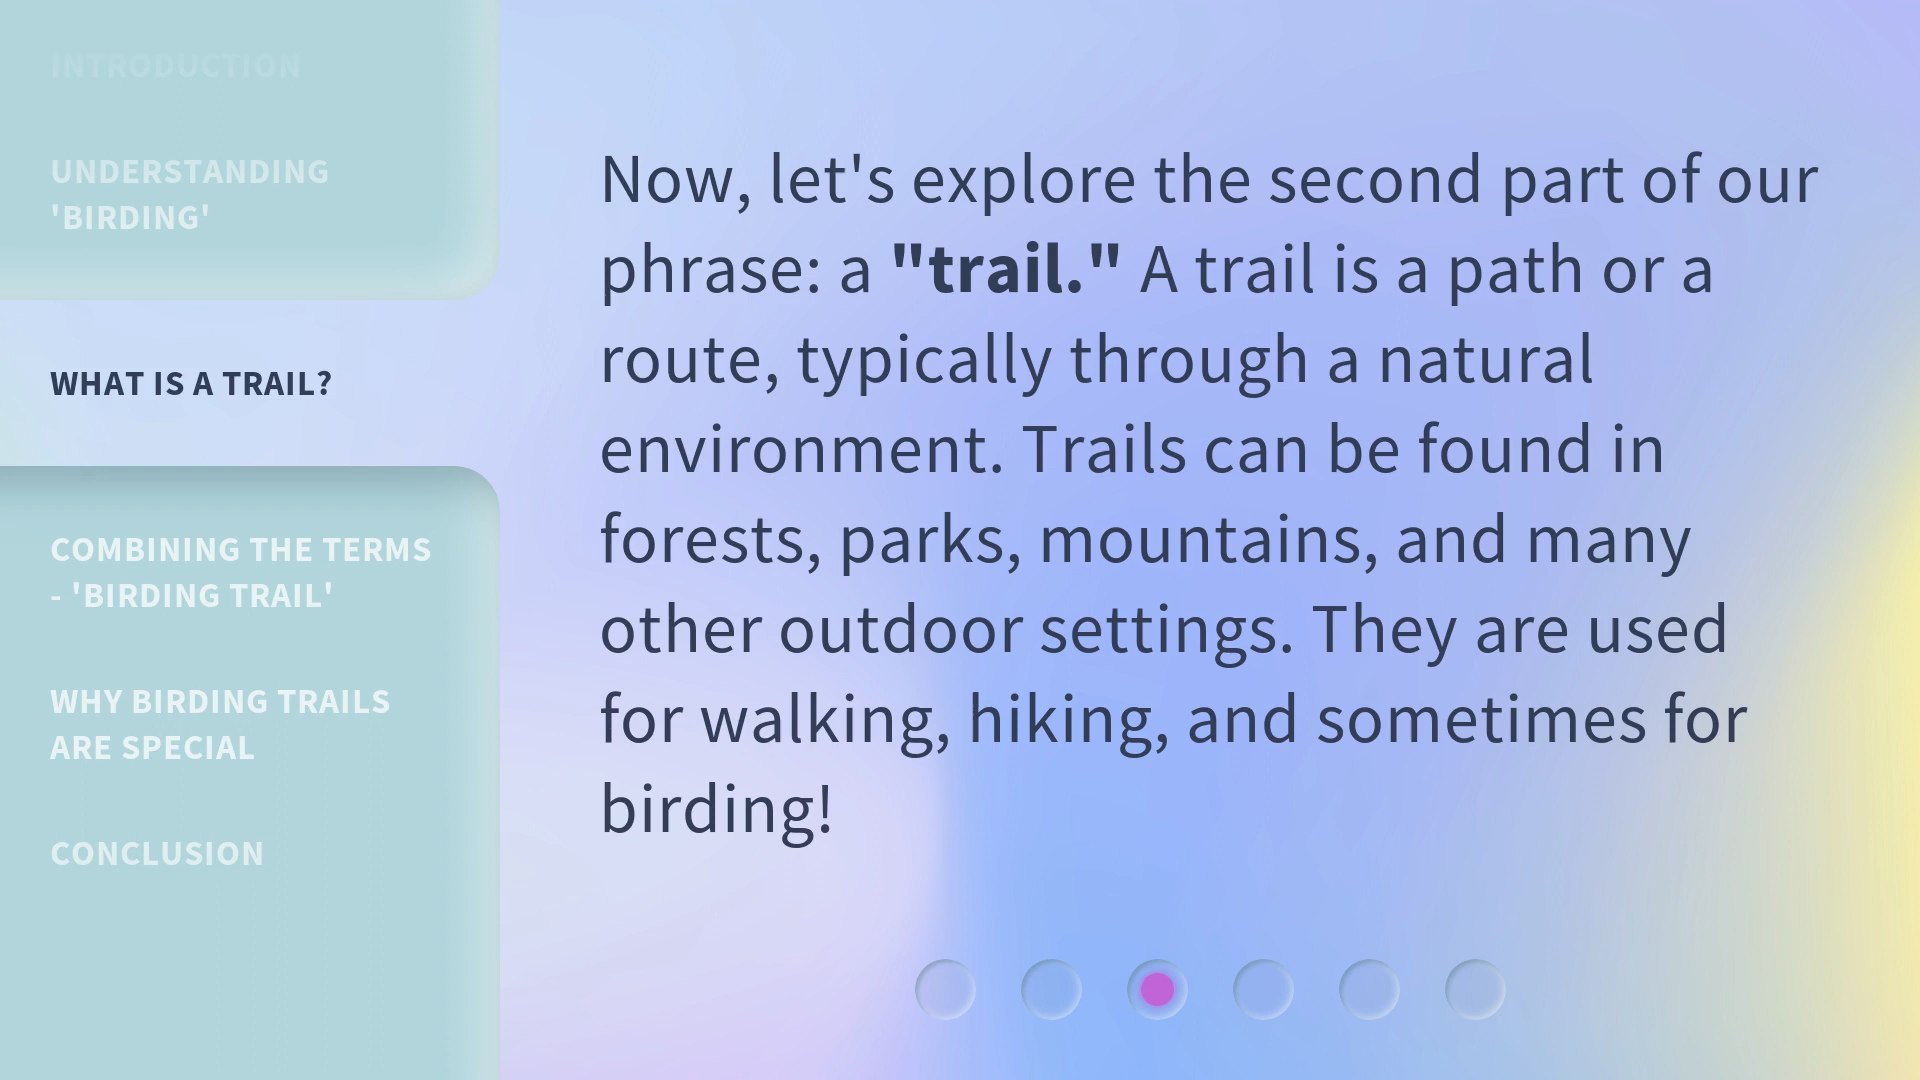 INTRODUCTION
UNDERSTANDING
'BIRDING'
WHAT IS A TRAIL?
COMBINING THE TERMS
- 'BIRDING TRAIL'
WHY BIRDING TRAILS
ARE SPECIAL
CONCLUSION
Now, let's explore the second part of our
phrase: a "trail." A trail is a path or a
route, typically through a natural
environment. Trails can be found in
forests, parks, mountains, and many
other outdoor settings. They are used
for walking, hiking, and sometimes for
birding!